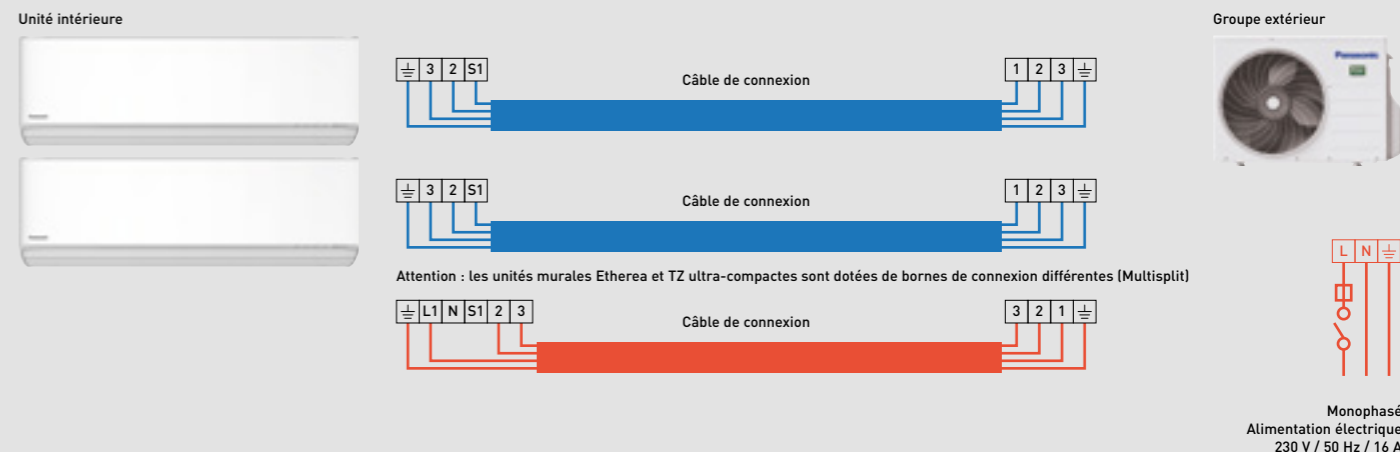 Unité intérieure
Groupe extérieur
Panasonic
⏚ 3 2 S1
Câble de connexion
1 2 3 ⏚
⏚ 3 2 S1
Câble de connexion
1 2 3 ⏚
Attention : les unités murales Etherea et TZ ultra-compactes sont dotées de bornes de connexion différentes (Multisplit)
⏚ L1 N S1 2 3
Câble de connexion
3 2 1 ⏚
L N ⏚
Monophasé
Alimentation électrique
230 V / 50 Hz / 16 A